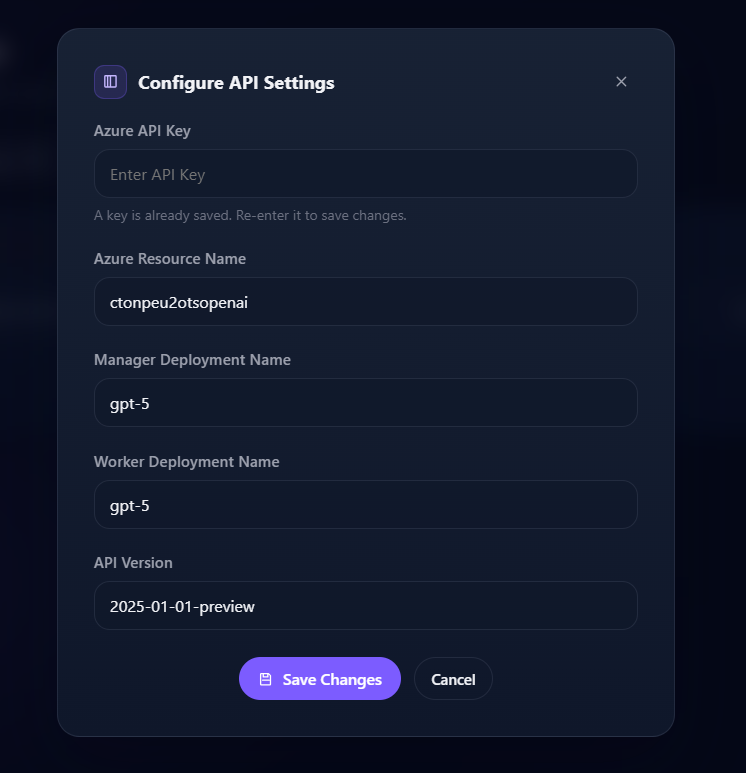 Configure API Settings
Azure API Key
Enter API Key
A key is already saved. Re-enter it to save changes.
Azure Resource Name
ctonpeu2otsopenai
Manager Deployment Name
gpt-5
Worker Deployment Name
gpt-5
API Version
2025-01-01-preview
Save Changes
Cancel